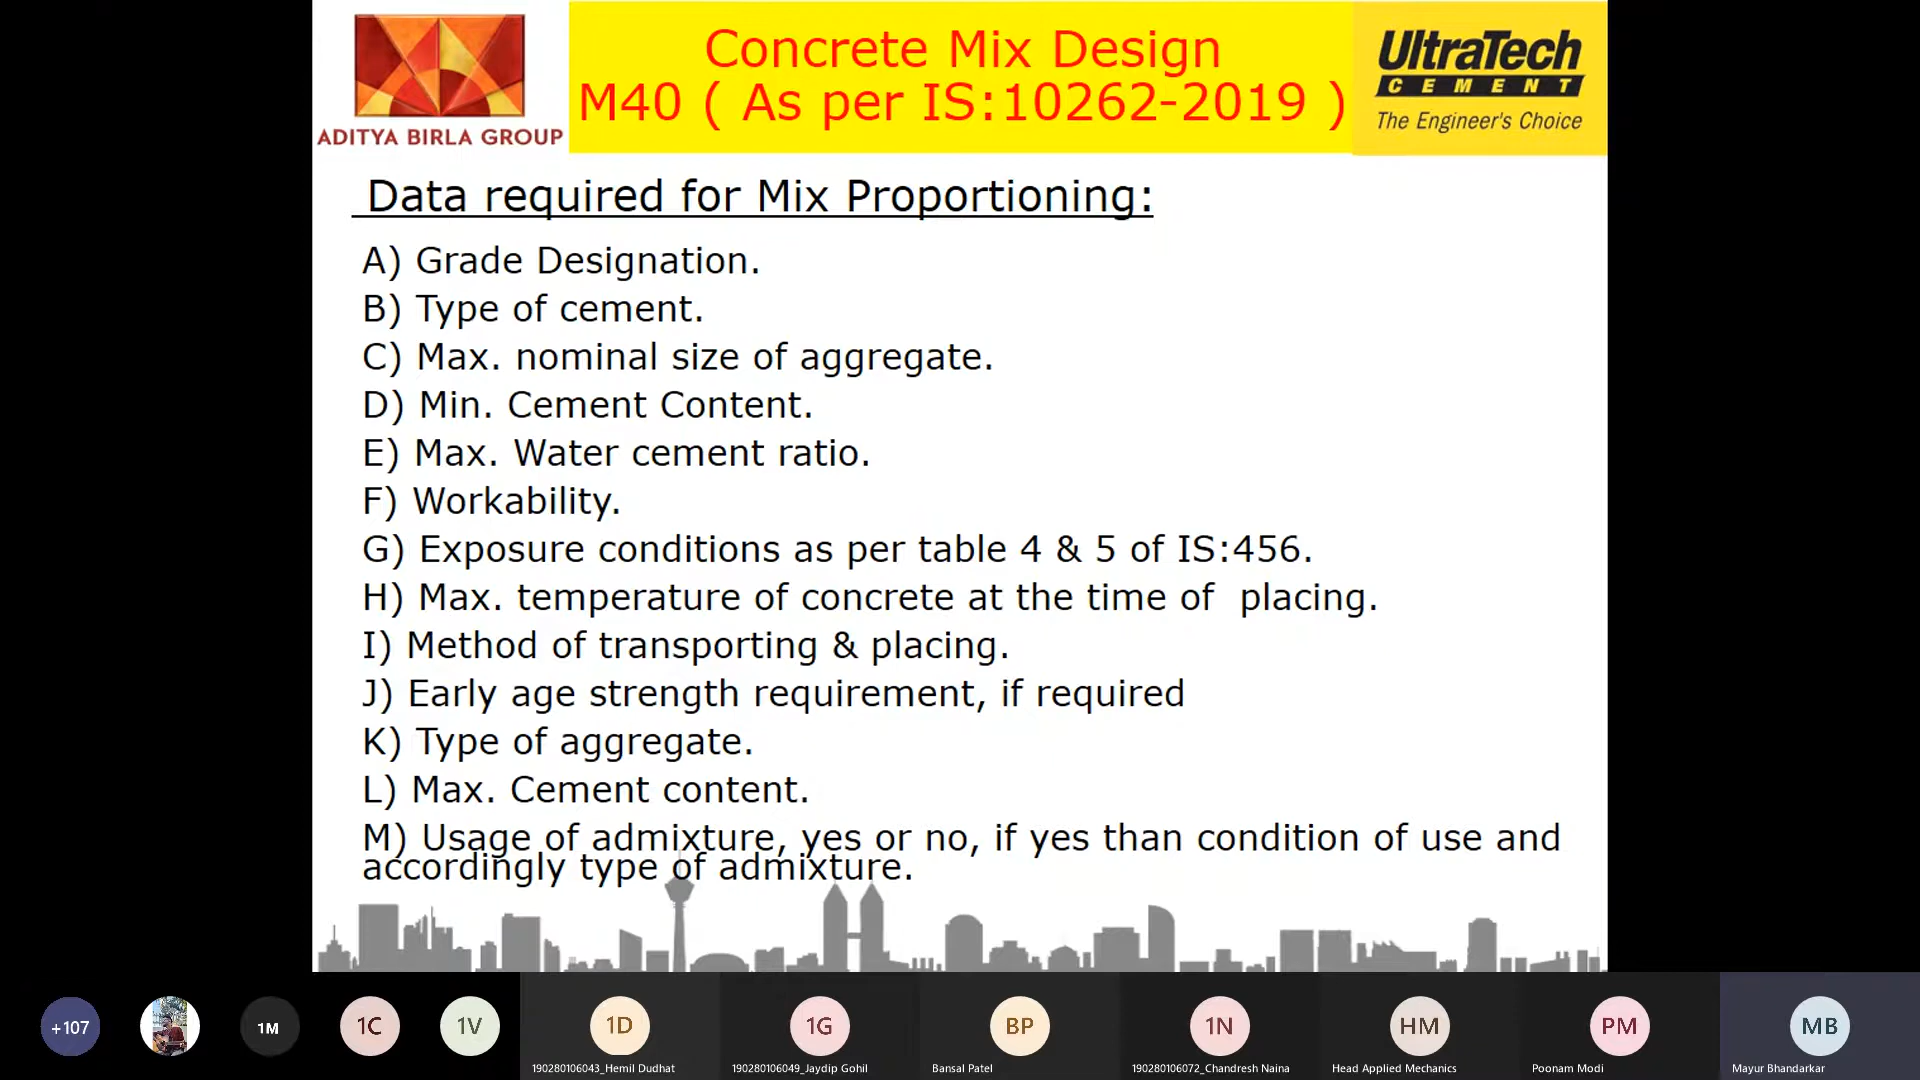 ADITYA BIRLA GROUP
Concrete Mix Design
M40 ( As per IS:10262-2019 )
UltraTech
CEMENT
The Engineer's Choice
Data required for Mix Proportioning:
A) Grade Designation.
B) Type of cement.
C) Max. nominal size of aggregate.
D) Min. Cement Content.
E) Max. Water cement ratio.
F) Workability.
G) Exposure conditions as per table 4 & 5 of IS:456.
H) Max. temperature of concrete at the time of  placing.
I) Method of transporting & placing.
J) Early age strength requirement, if required
K) Type of aggregate.
L) Max. Cement content.
M) Usage of admixture, yes or no, if yes than condition of use and
accordingly type of admixture.
+107
1M
1C
1V
1D
1G
BP
1N
HM
PM
MB
190280106043_Hemil Dudhat
190280106049_Jaydip Gohil
Bansal Patel
190280106072_Chandresh Naina
Head Applied Mechanics
Poonam Modi
Mayur Bhandarkar